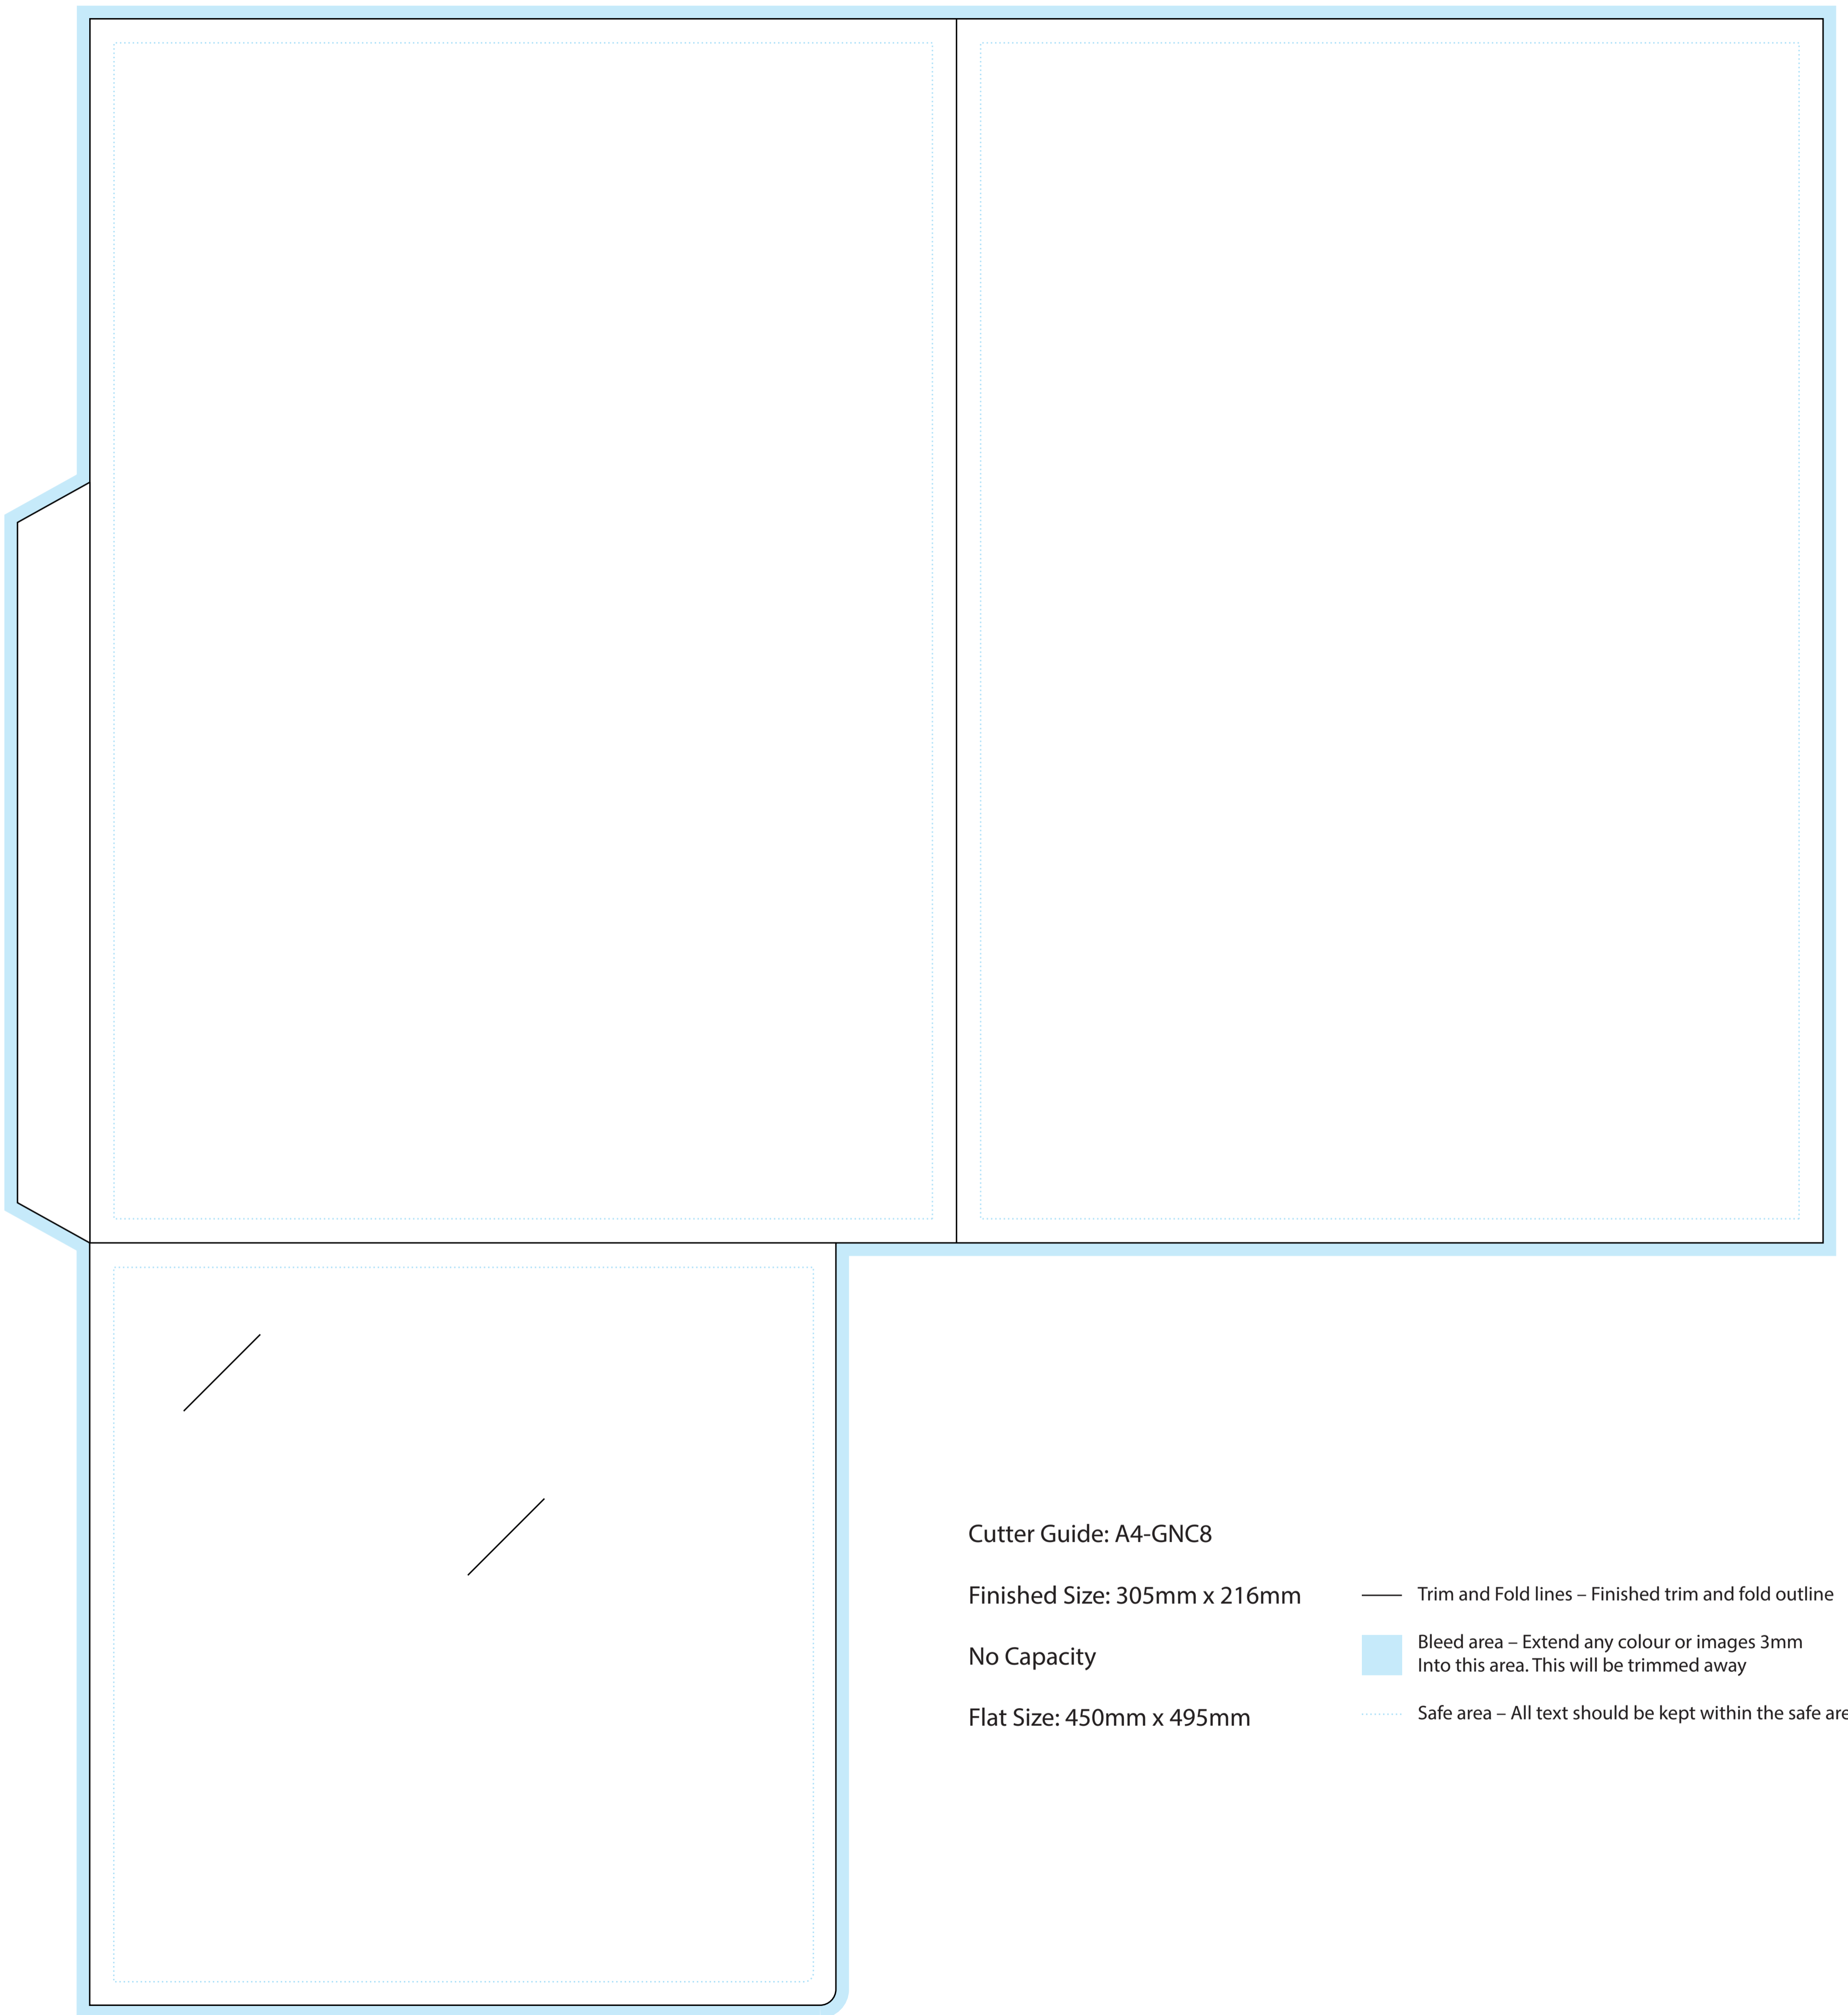 Cutter Guide: A4-GNC8
Finished Size: 305mm x 216mm
No Capacity
Flat Size: 450mm x 495mm
Trim and Fold lines – Finished trim and fold outline
Bleed area – Extend any colour or images 3mm
Into this area. This will be trimmed away
Safe area – All text should be kept within the safe are